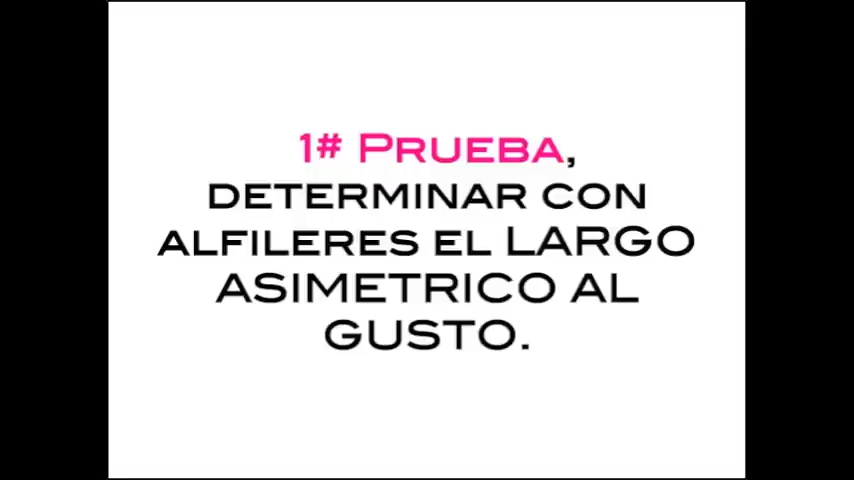 1# PRUEBA,
DETERMINAR CON
ALFILERES EL LARGO
ASIMETRICO AL
GUSTO.